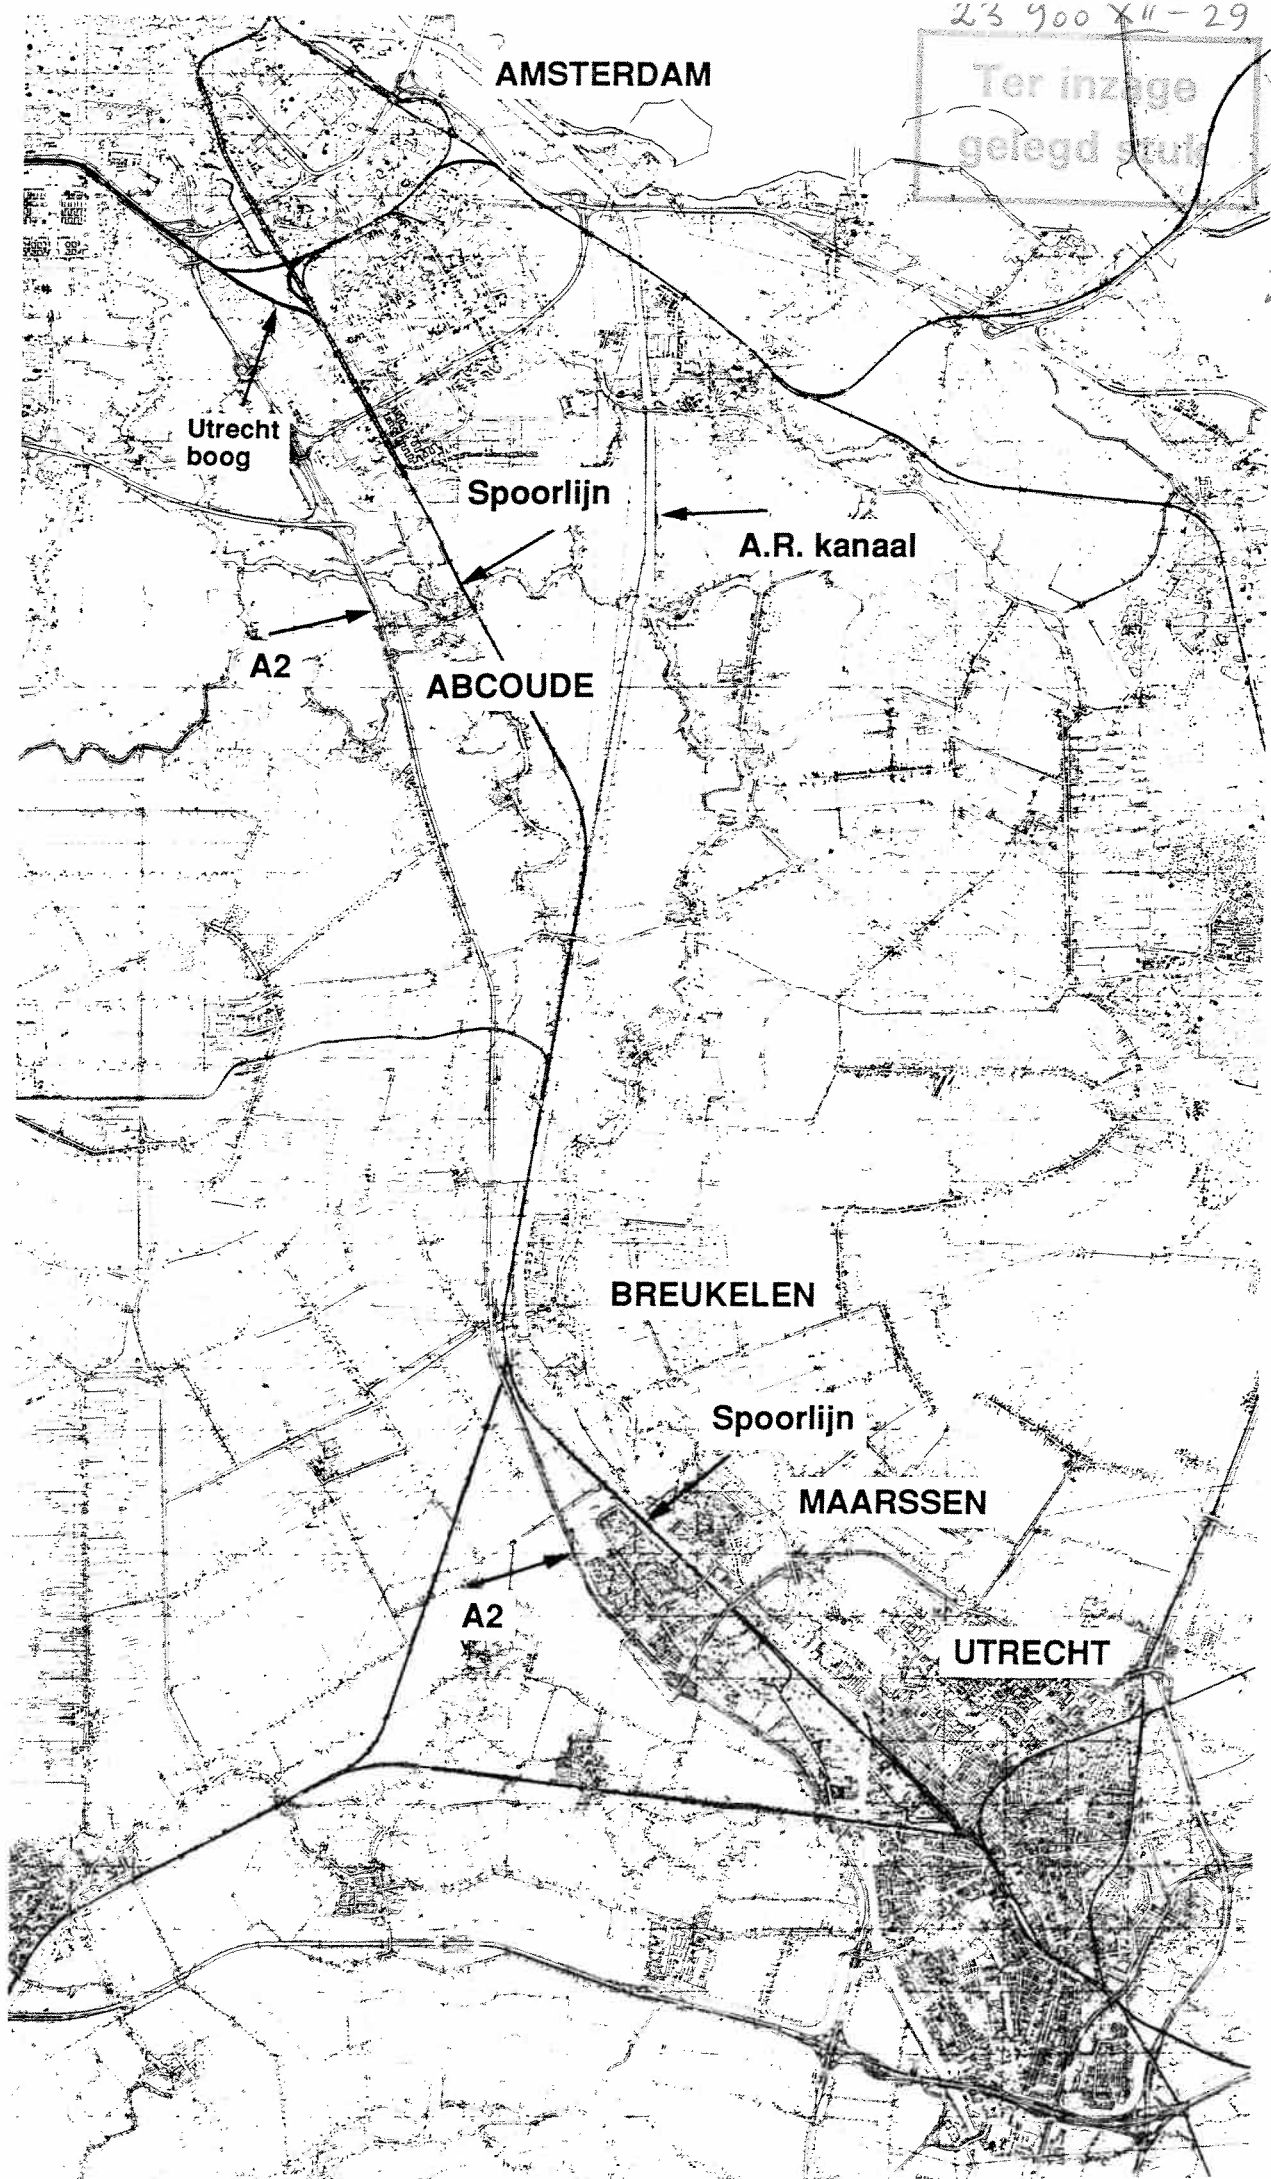 23 900 XII - 29
Ter inzage
gelegd stuk
AMSTERDAM
Utrecht
boog
Spoorlijn
A.R. kanaal
A2
ABCOUDE
BREUKELEN
Spoorlijn
MAARSSEN
A2
UTRECHT